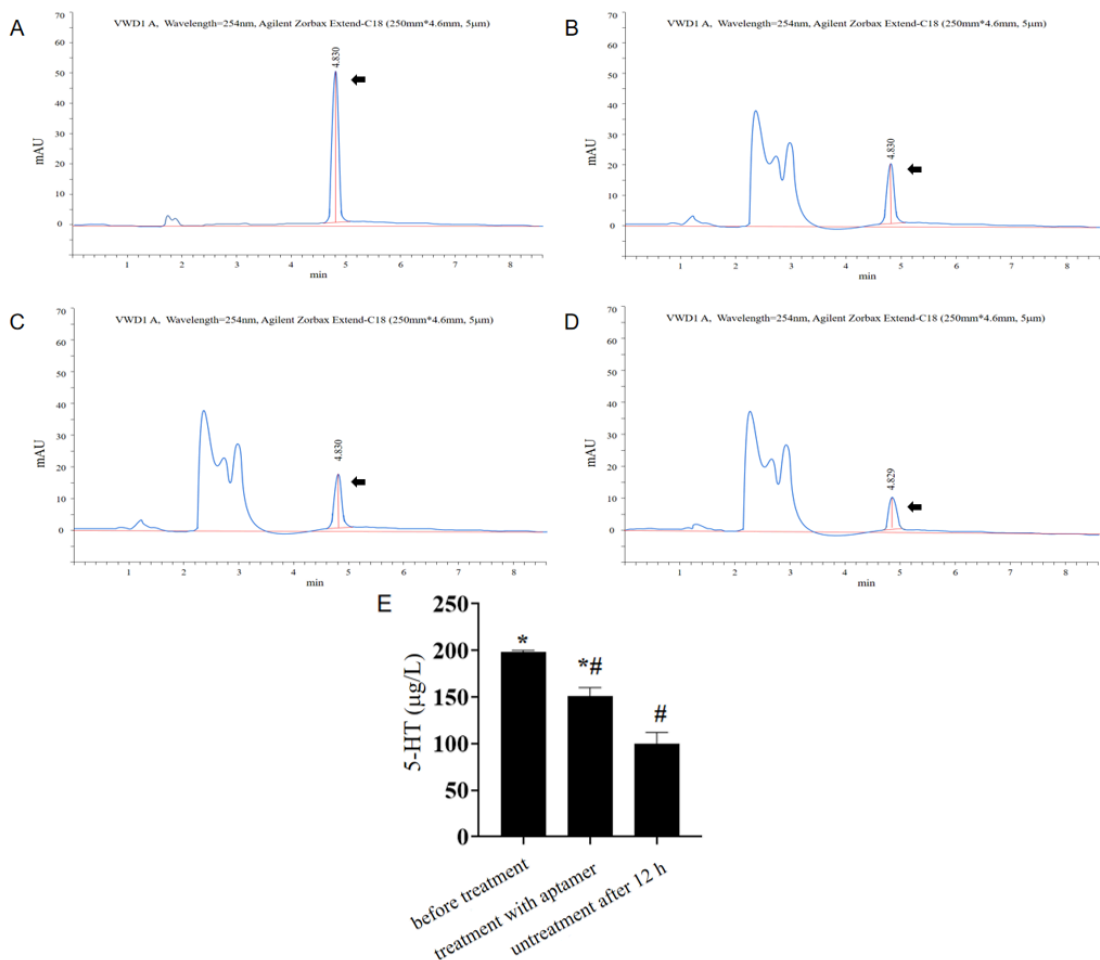 A
VWD1 A, Wavelength=254nm, Agilent Zorbax Extend-C18 (250mm*4.6mm, 5μm)
70
60
50
40
30
20
10
0
mAU
4.830
1 2 3 4 5 6 7 8
min
B
VWD1 A, Wavelength=254nm, Agilent Zorbax Extend-C18 (250mm*4.6mm, 5μm)
70
60
50
40
30
20
10
0
mAU
4.830
1 2 3 4 5 6 7 8
min
C
VWD1 A, Wavelength=254nm, Agilent Zorbax Extend-C18 (250mm*4.6mm, 5μm)
70
60
50
40
30
20
10
0
mAU
4.830
1 2 3 4 5 6 7 8
min
D
VWD1 A, Wavelength=254nm, Agilent Zorbax Extend-C18 (250mm*4.6mm, 5μm)
70
60
50
40
30
20
10
0
mAU
4.829
1 2 3 4 5 6 7 8
min
E
250
200
150
100
50
0
5-HT (μg/L)
*
*#
#
before treatment
treatment with aptamer
untreatment after 12 h